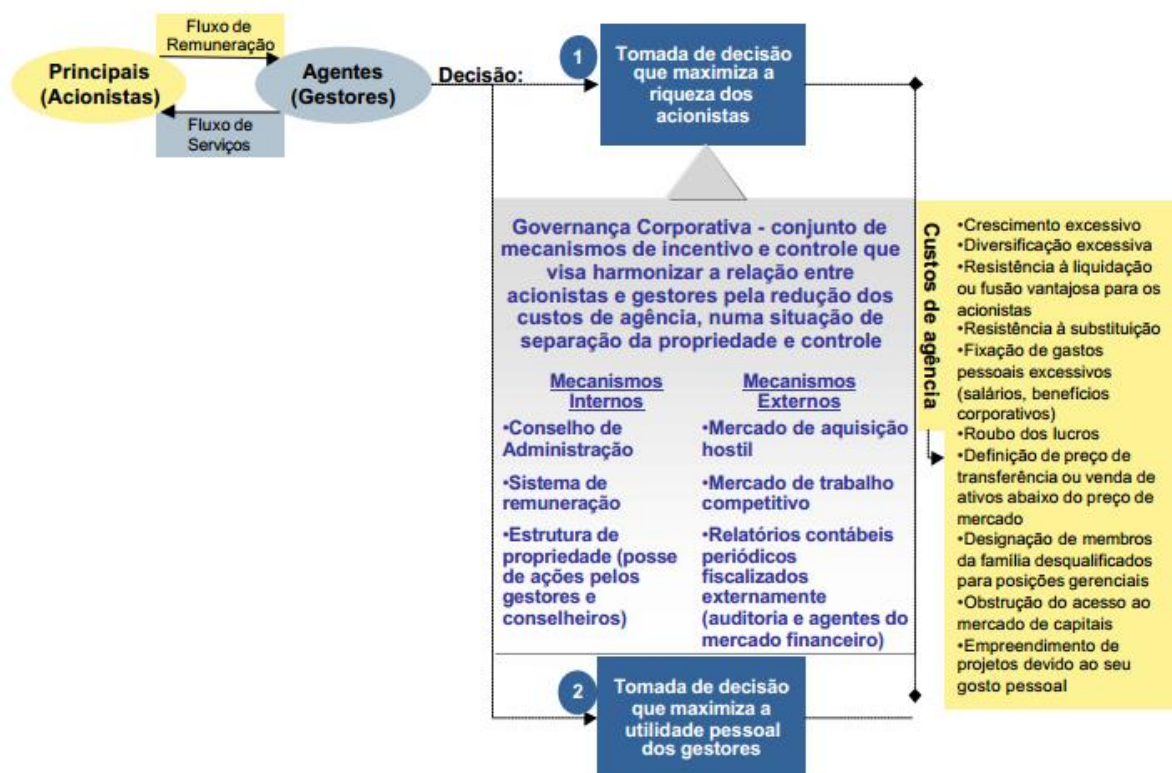 Fluxo de
Remuneração
Principais
(Acionistas)
Agentes
(Gestores)
Fluxo de
Serviços
Decisão:
1
Tomada de decisão
que maximiza a
riqueza dos
acionistas
Governança Corporativa - conjunto de
mecanismos de incentivo e controle que
visa harmonizar a relação entre
acionistas e gestores pela redução dos
custos de agência, numa situação de
separação da propriedade e controle
Mecanismos
Internos
•Conselho de
Administração
•Sistema de
remuneração
•Estrutura de
propriedade (posse
de ações pelos
gestores e
conselheiros)
Mecanismos
Externos
•Mercado de aquisição
hostil
•Mercado de trabalho
competitivo
•Relatórios contábeis
periódicos
fiscalizados
externamente
(auditoria e agentes do
mercado financeiro)
2
Tomada de decisão
que maximiza a
utilidade pessoal
dos gestores
Custos de agência
•Crescimento excessivo
•Diversificação excessiva
•Resistência à liquidação
ou fusão vantajosa para os
acionistas
•Resistência à substituição
•Fixação de gastos
pessoais excessivos
(salários, benefícios
corporativos)
•Roubo dos lucros
•Definição de preço de
transferência ou venda de
ativos abaixo do preço de
mercado
•Designação de membros
da família desqualificados
para posições gerenciais
•Obstrução do acesso ao
mercado de capitais
•Empreendimento de
projetos devido ao seu
gosto pessoal